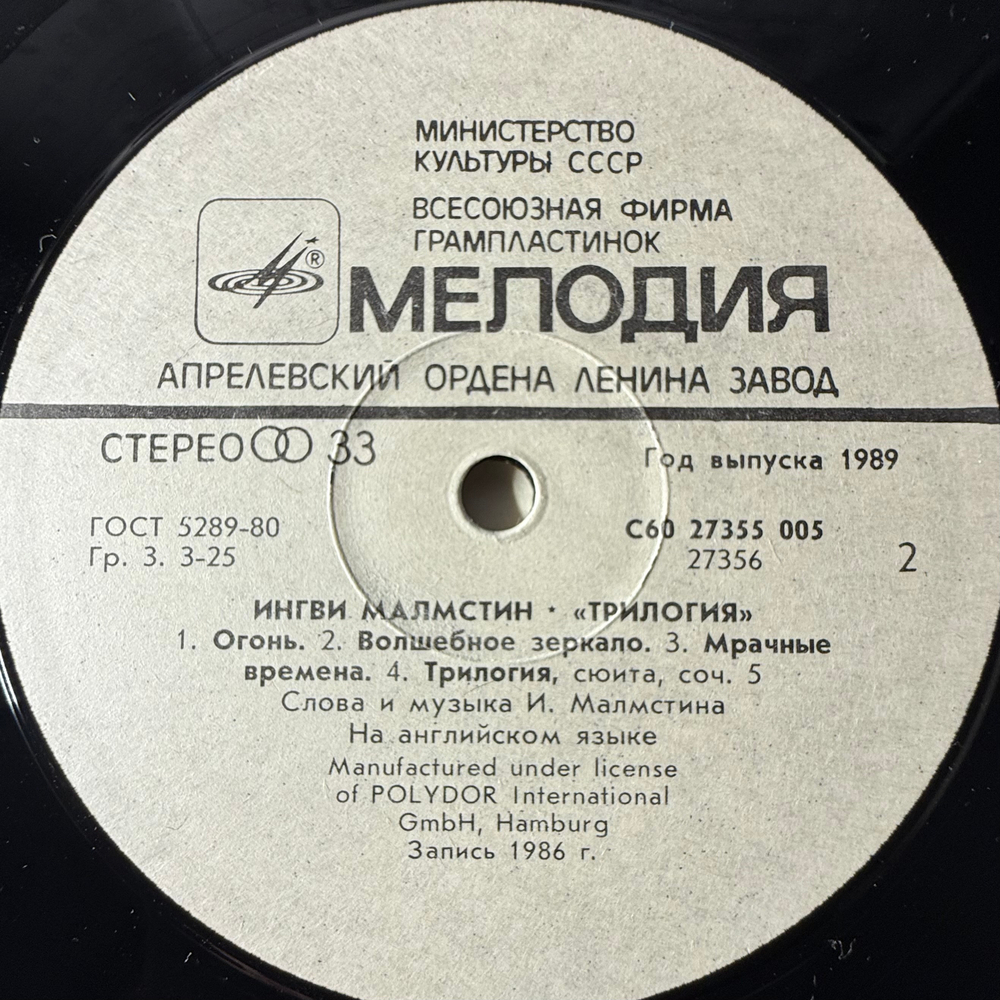 МИНИСТЕРСТВО
КУЛЬТУРЫ СССР
ВСЕСОЮЗНАЯ ФИРМА
ГРАМПЛАСТИНОК
®
МЕЛОДИЯ
АПРЕЛЕВСКИЙ ОРДЕНА ЛЕНИНА ЗАВОД
СТЕРЕО 33
Год выпуска 1989
ГОСТ 5289-80
Гр. 3. 3-25
С60 27355 005
27356
2
ИНГВИ МАЛМСТИН · «ТРИЛОГИЯ»
1. Огонь. 2. Волшебное зеркало. 3. Мрачные
времена. 4. Трилогия, сюита, соч. 5
Слова и музыка И. Малмстина
На английском языке
Manufactured under license
of POLYDOR International
GmbH, Hamburg
Запись 1986 г.